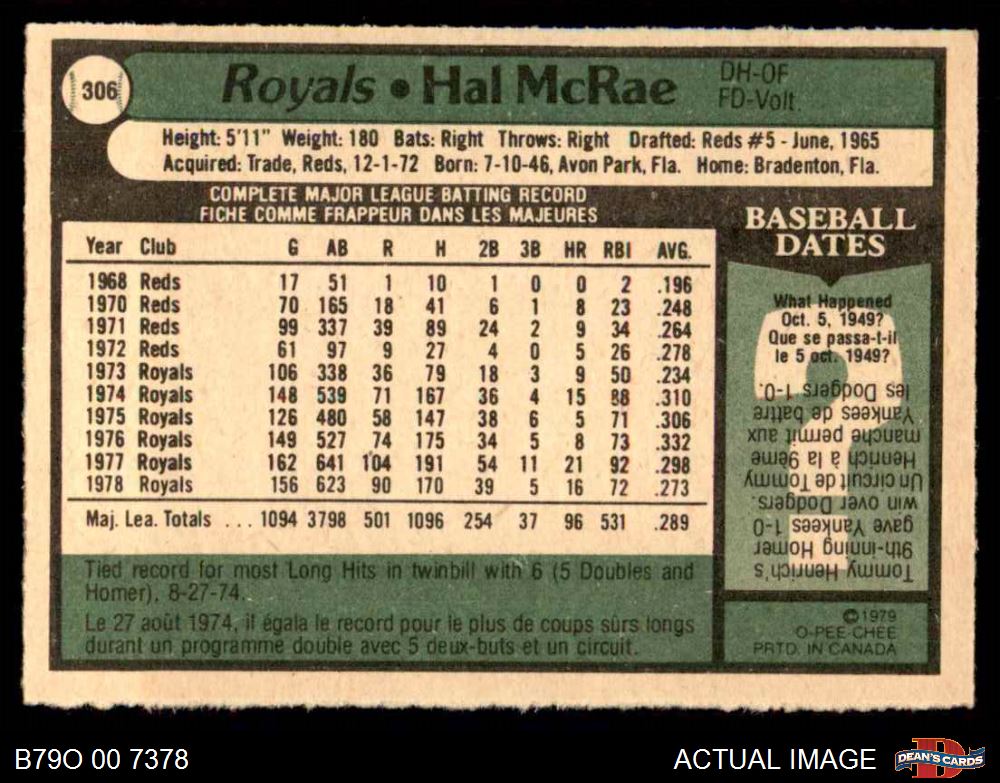 306
Royals • Hal McRae
DH-OF
FD-Volt.
Height: 5'11" Weight: 180 Bats: Right Throws: Right Drafted: Reds #5 - June, 1965
Acquired: Trade, Reds, 12-1-72 Born: 7-10-46, Avon Park, Fla. Home: Bradenton, Fla.
COMPLETE MAJOR LEAGUE BATTING RECORD
FICHE COMME FRAPPEUR DANS LES MAJEURES
Year Club G AB R H 2B 3B HR RBI AVG.
1968 Reds 17 51 1 10 1 0 0 2 .196
1970 Reds 70 165 18 41 6 1 8 23 .248
1971 Reds 99 337 39 89 24 2 9 34 .264
1972 Reds 61 97 9 27 4 0 5 26 .278
1973 Royals 106 338 36 79 18 3 9 50 .234
1974 Royals 148 539 71 167 36 4 15 88 .310
1975 Royals 126 480 58 147 38 6 5 71 .306
1976 Royals 149 527 74 175 34 5 8 73 .332
1977 Royals 162 641 104 191 54 11 21 92 .298
1978 Royals 156 623 90 170 39 5 16 72 .273
Maj. Lea. Totals ... 1094 3798 501 1096 254 37 96 531 .289
Tied record for most Long Hits in twinbill with 6 (5 Doubles and
Homer), 8-27-74.
Le 27 août 1974, il égala le record pour le plus de coups sûrs longs
durant un programme double avec 5 deux-buts et un circuit.
BASEBALL
DATES
What Happened
Oct. 5, 1949?
Que se passa-t-il
le 5 oct. 1949?
Tommy Henrich's
9th-inning Homer
gave Yankees 1-0
win over Dodgers.
Un circuit de Tommy
Henrich à la 9ème
manche permit aux
Yankees de battre
les Dodgers 1-0.
©1979
O-PEE-CHEE
PRTD. IN CANADA
B79O 00 7378
ACTUAL IMAGE
DEAN'S CARDS